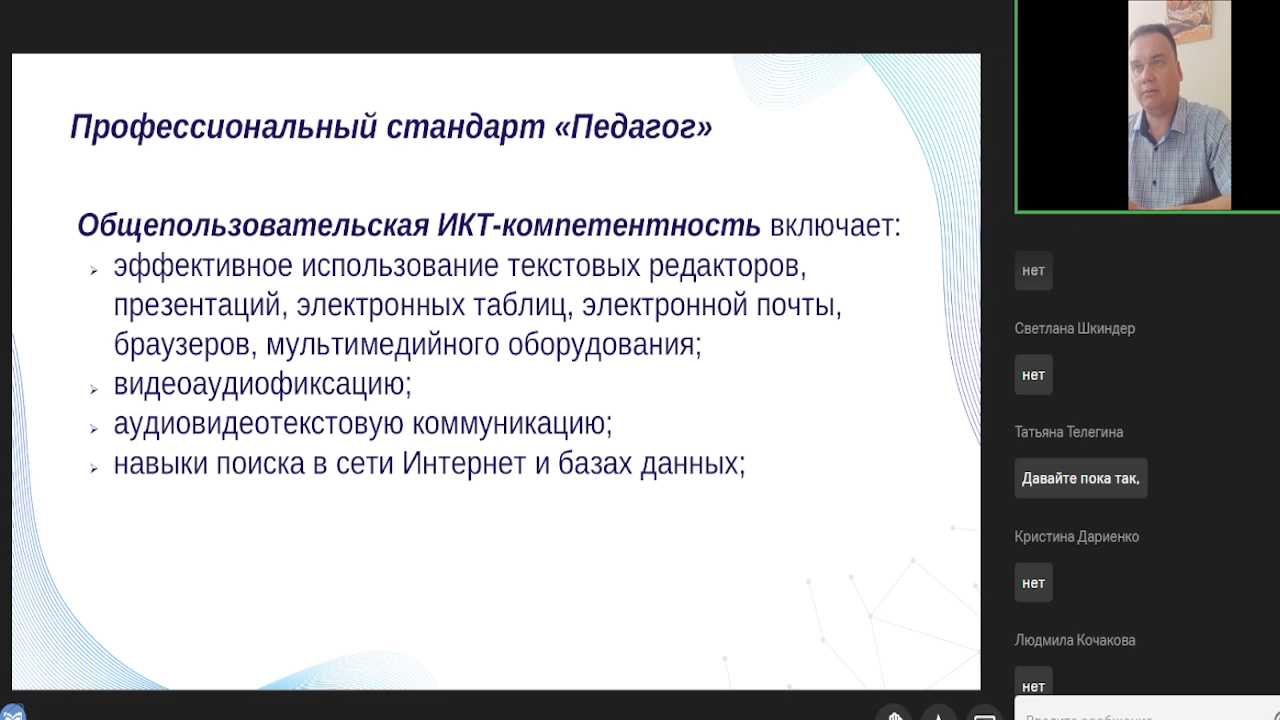 Профессиональный стандарт «Педагог»
Общепользовательская ИКТ-компетентность включает:
эффективное использование текстовых редакторов,
презентаций, электронных таблиц, электронной почты,
браузеров, мультимедийного оборудования;
видеоаудиофиксацию;
аудиовидеотекстовую коммуникацию;
навыки поиска в сети Интернет и базах данных;
нет
Светлана Шкиндер
нет
Татьяна Телегина
Давайте пока так,
Кристина Дариенко
нет
Людмила Кочакова
нет